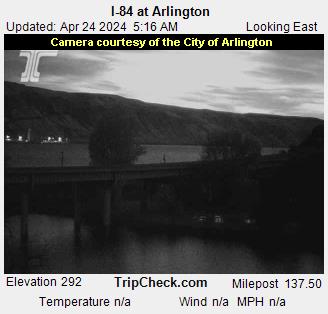 I-84 at Arlington
Updated: Apr 24 2024 5:16 AM Looking East
Camera courtesy of the City of Arlington
Elevation 292 TripCheck.com Milepost 137.50
Temperature n/a Wind n/a MPH n/a